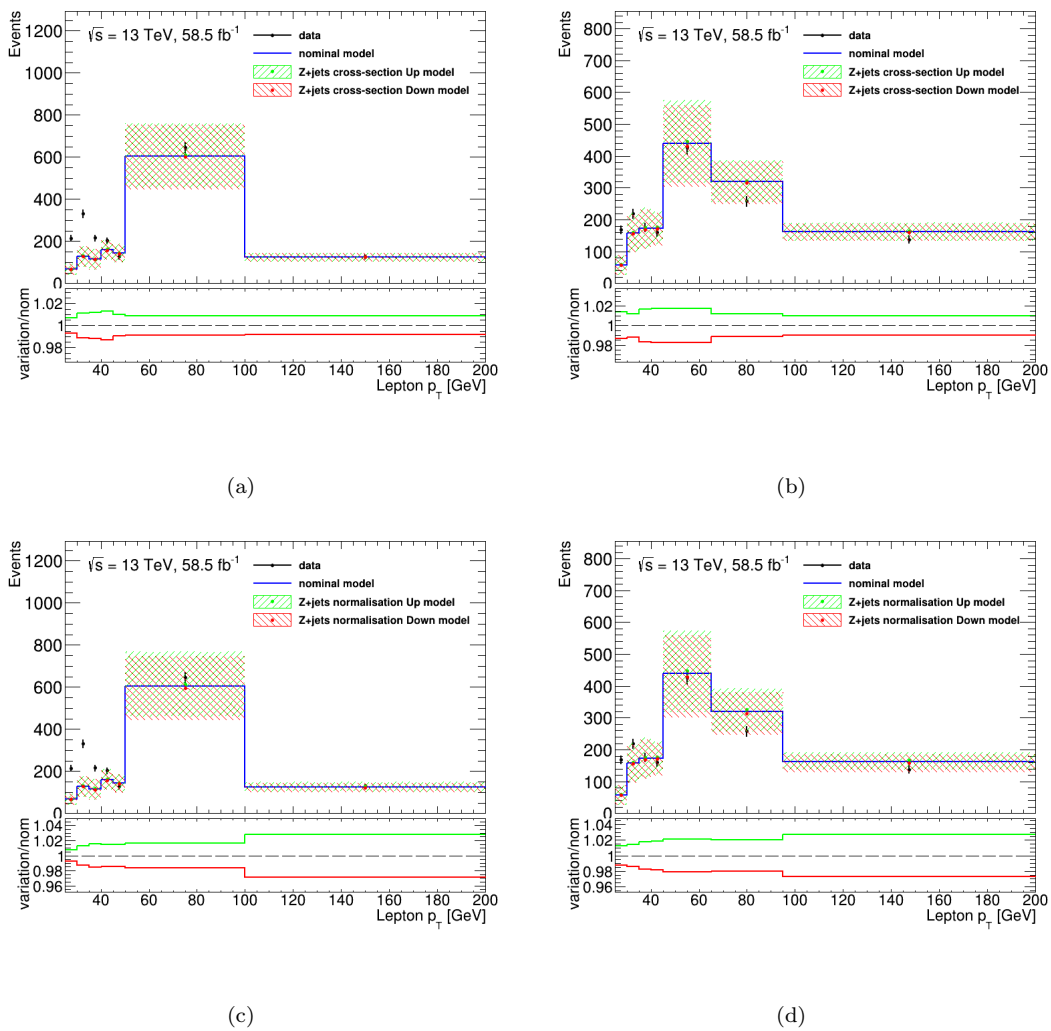 Events
1200
1000
800
600
400
200
0
√s = 13 TeV, 58.5 fb⁻¹
data
nominal model
Z+jets cross-section Up model
Z+jets cross-section Down model
variation/nom
1.02
1
0.98
40 60 80 100 120 140 160 180 200
Lepton p_T [GeV]
(a)
Events
800
700
600
500
400
300
200
100
0
√s = 13 TeV, 58.5 fb⁻¹
data
nominal model
Z+jets cross-section Up model
Z+jets cross-section Down model
variation/nom
1.02
1
0.98
40 60 80 100 120 140 160 180 200
Lepton p_T [GeV]
(b)
Events
1200
1000
800
600
400
200
0
√s = 13 TeV, 58.5 fb⁻¹
data
nominal model
Z+jets normalisation Up model
Z+jets normalisation Down model
variation/nom
1.04
1.02
1
0.98
0.96
40 60 80 100 120 140 160 180 200
Lepton p_T [GeV]
(c)
Events
800
700
600
500
400
300
200
100
0
√s = 13 TeV, 58.5 fb⁻¹
data
nominal model
Z+jets normalisation Up model
Z+jets normalisation Down model
variation/nom
1.04
1.02
1
0.98
0.96
40 60 80 100 120 140 160 180 200
Lepton p_T [GeV]
(d)